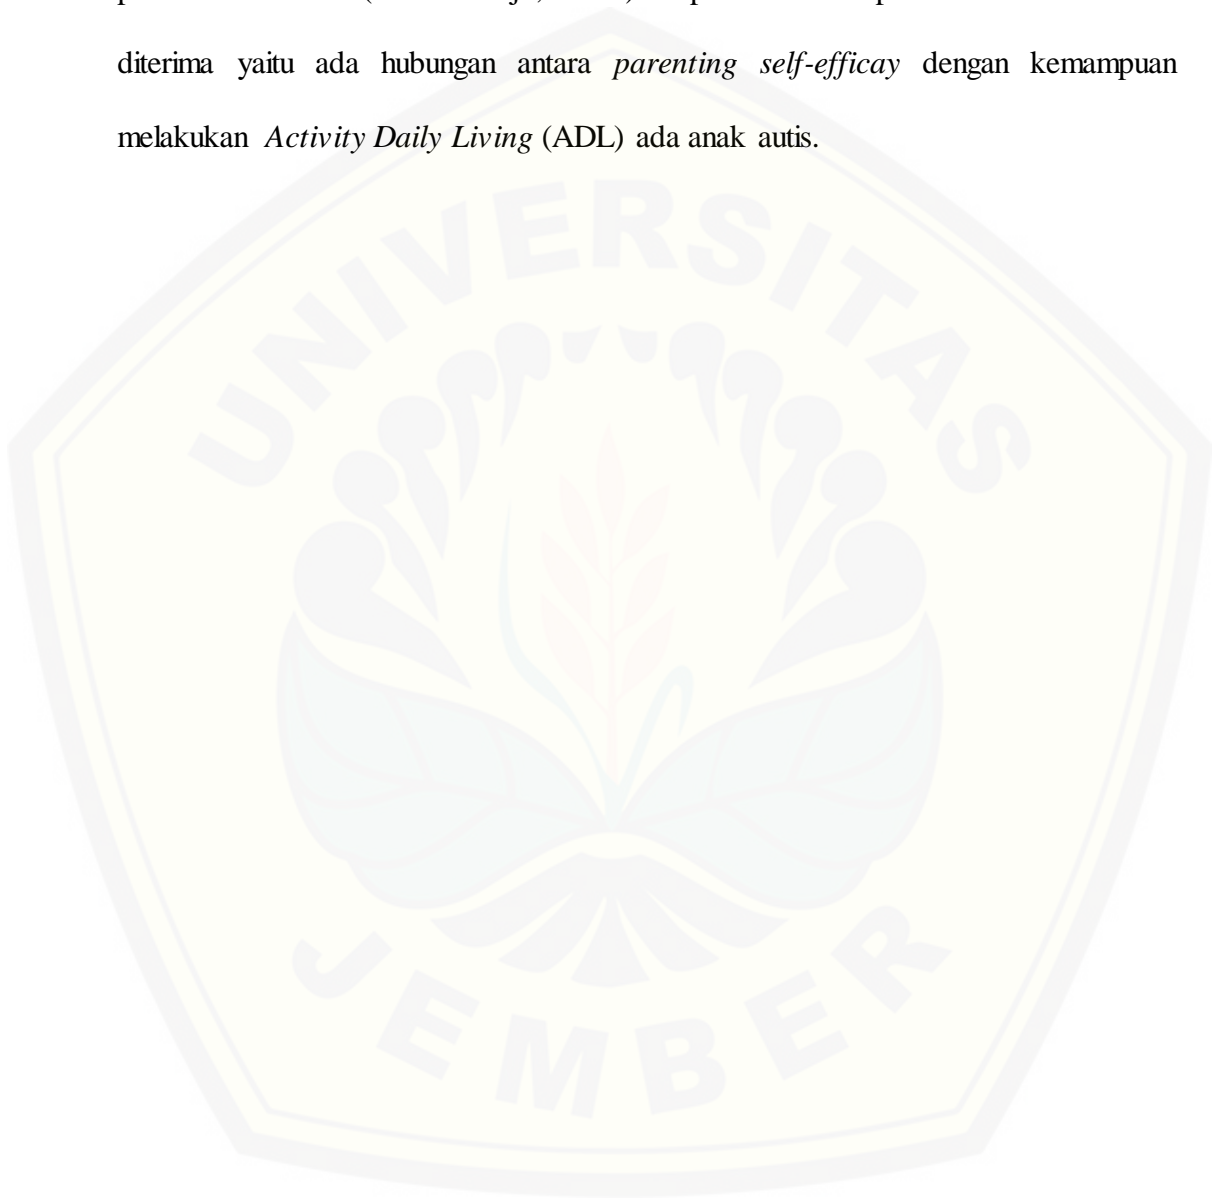 diterima yaitu ada hubungan antara parenting self-efficay dengan kemampuan
melakukan Activity Daily Living (ADL) ada anak autis.
UNIVERSITAS
JEMBER